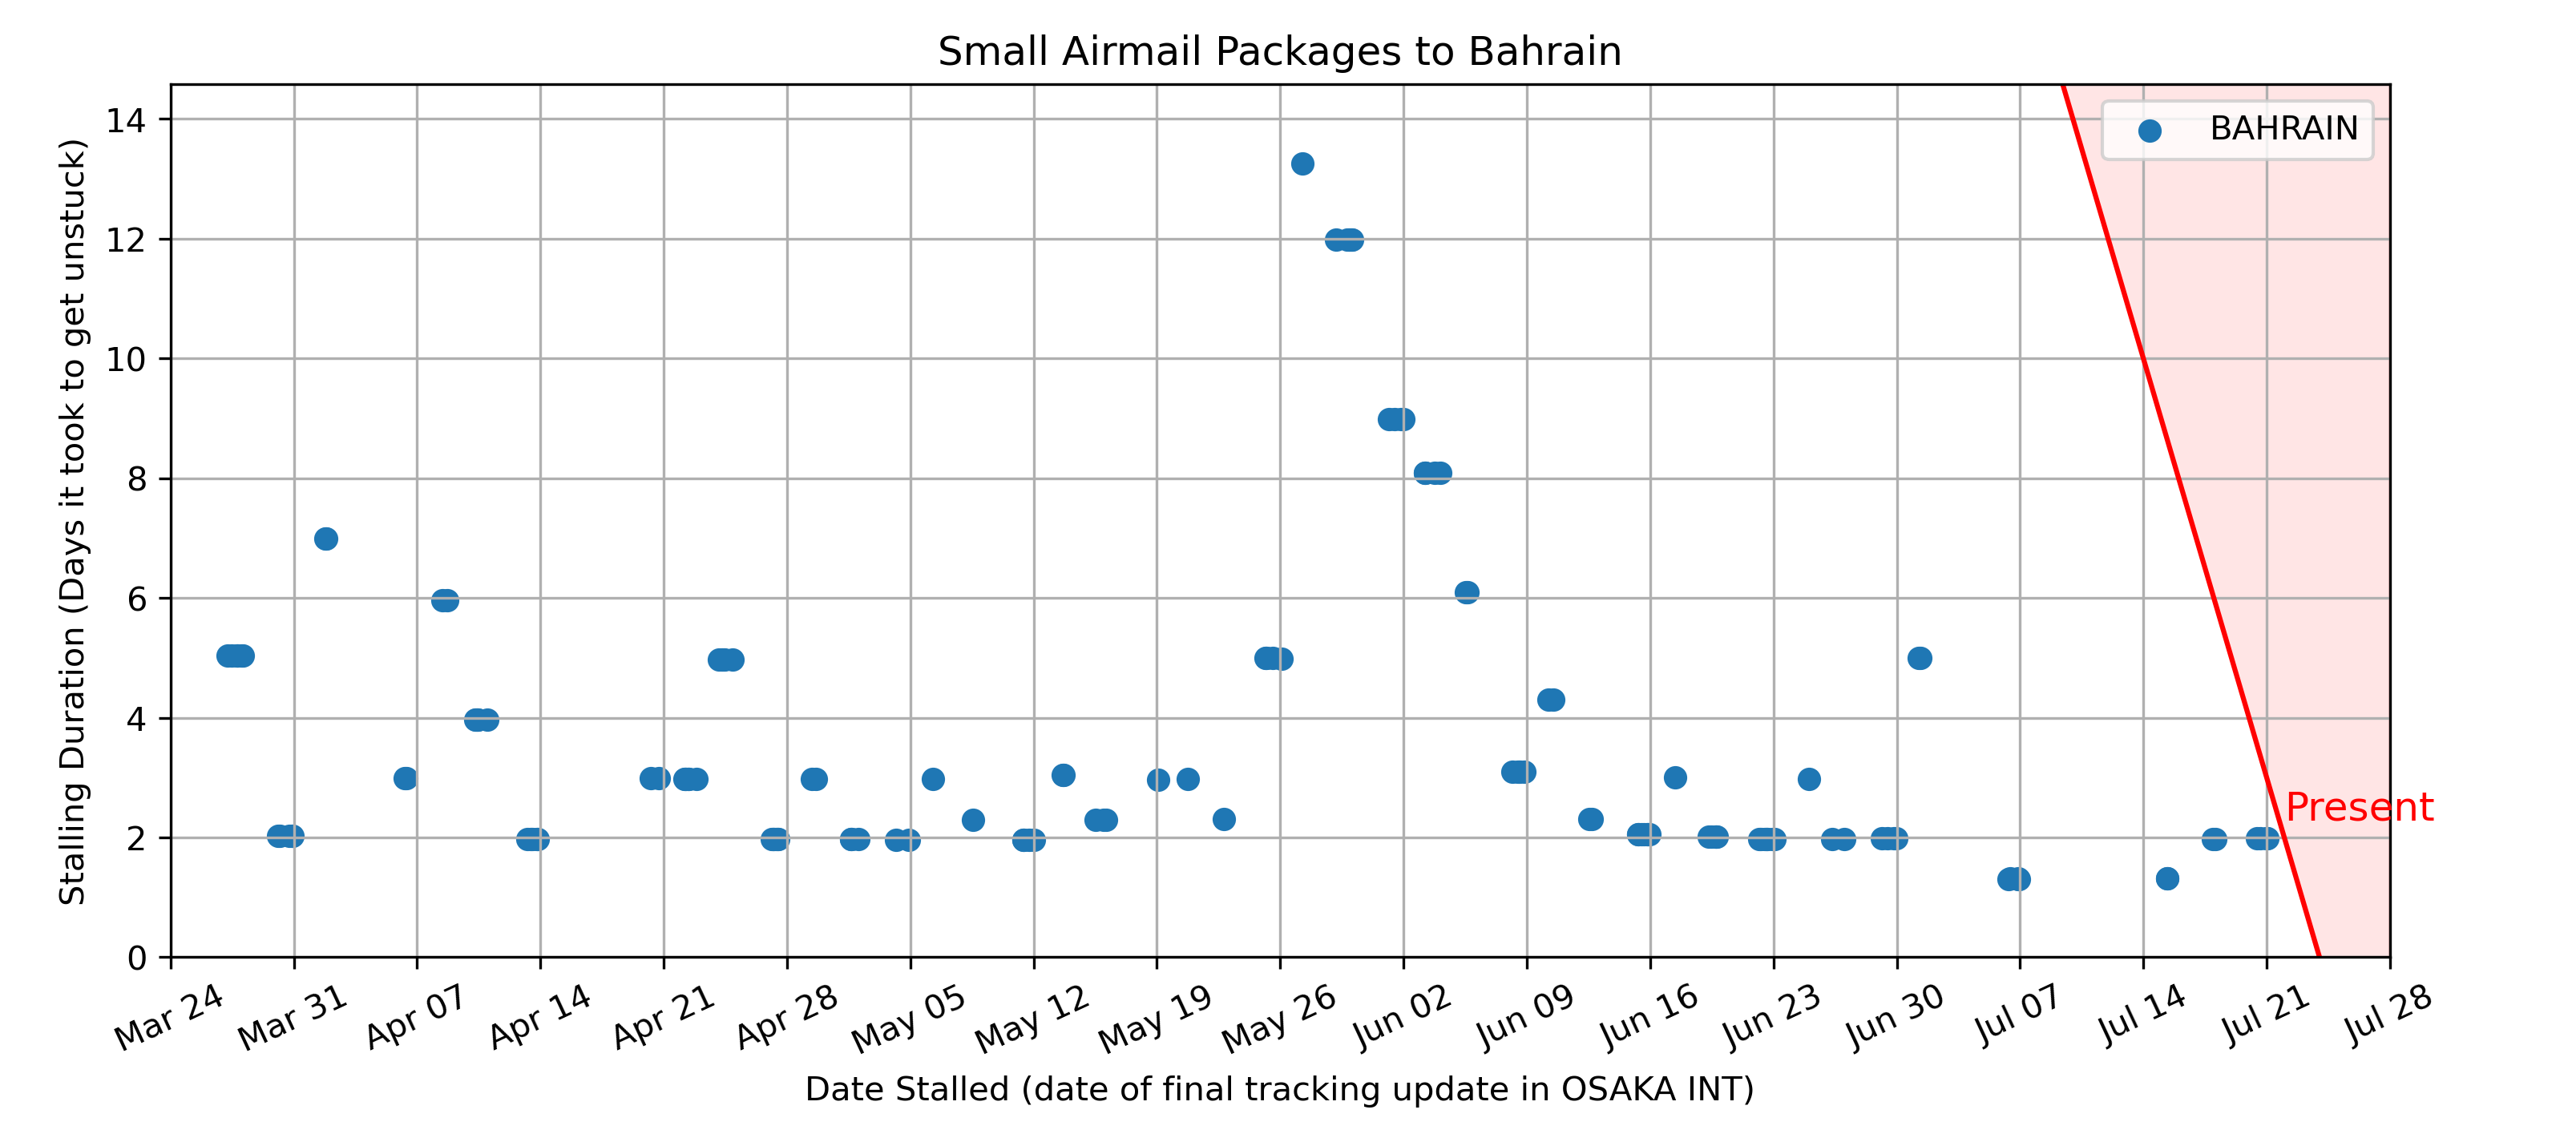 Small Airmail Packages to Bahrain
BAHRAIN
Stalling Duration (Days it took to get unstuck)
14
12
10
8
6
4
2
0
Present
Mar 24 Mar 31 Apr 07 Apr 14 Apr 21 Apr 28 May 05 May 12 May 19 May 26 Jun 02 Jun 09 Jun 16 Jun 23 Jun 30 Jul 07 Jul 14 Jul 21 Jul 28
Date Stalled (date of final tracking update in OSAKA INT)